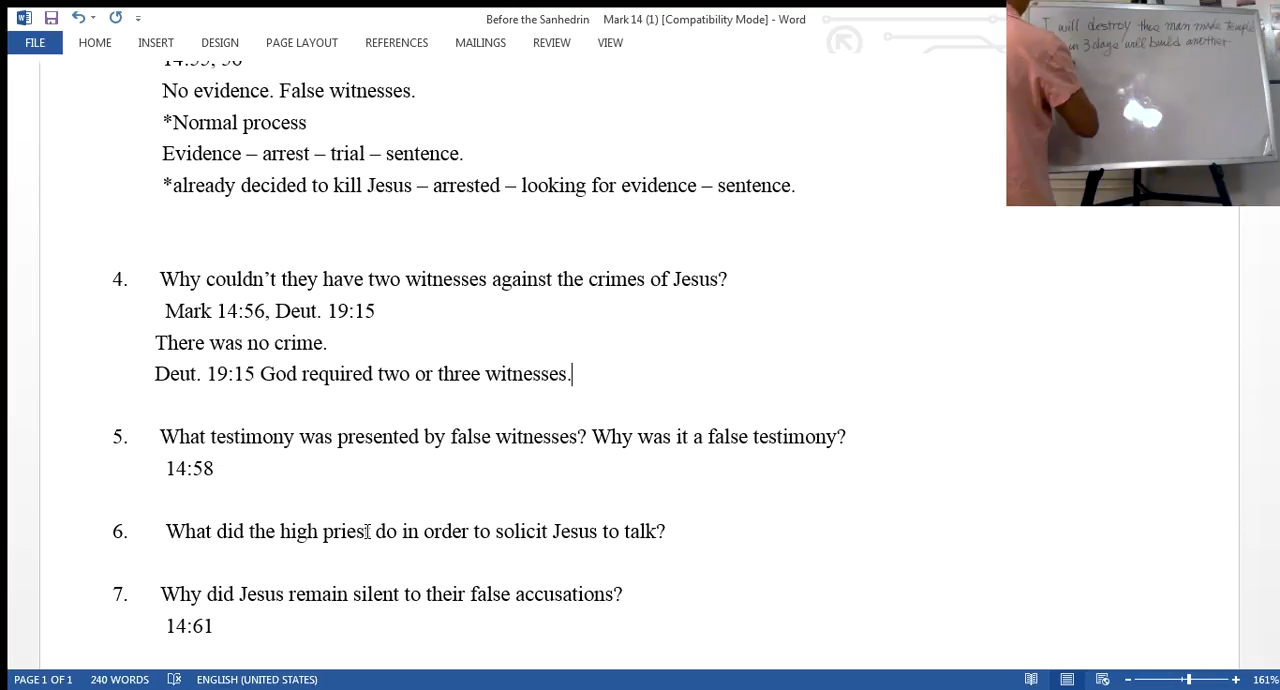 Before the Sanhedrin Mark 14 (1) [Compatibility Mode] - Word
FILE HOME INSERT DESIGN PAGE LAYOUT REFERENCES MAILINGS REVIEW VIEW
No evidence. False witnesses.
*Normal process
Evidence – arrest – trial – sentence.
*already decided to kill Jesus – arrested – looking for evidence – sentence.
4. Why couldn’t they have two witnesses against the crimes of Jesus?
Mark 14:56, Deut. 19:15
There was no crime.
Deut. 19:15 God required two or three witnesses.
5. What testimony was presented by false witnesses? Why was it a false testimony?
14:58
6. What did the high priest do in order to solicit Jesus to talk?
7. Why did Jesus remain silent to their false accusations?
14:61
PAGE 1 OF 1 240 WORDS ENGLISH (UNITED STATES) 161%
I will destroy this man made temple
in 3 days will build another